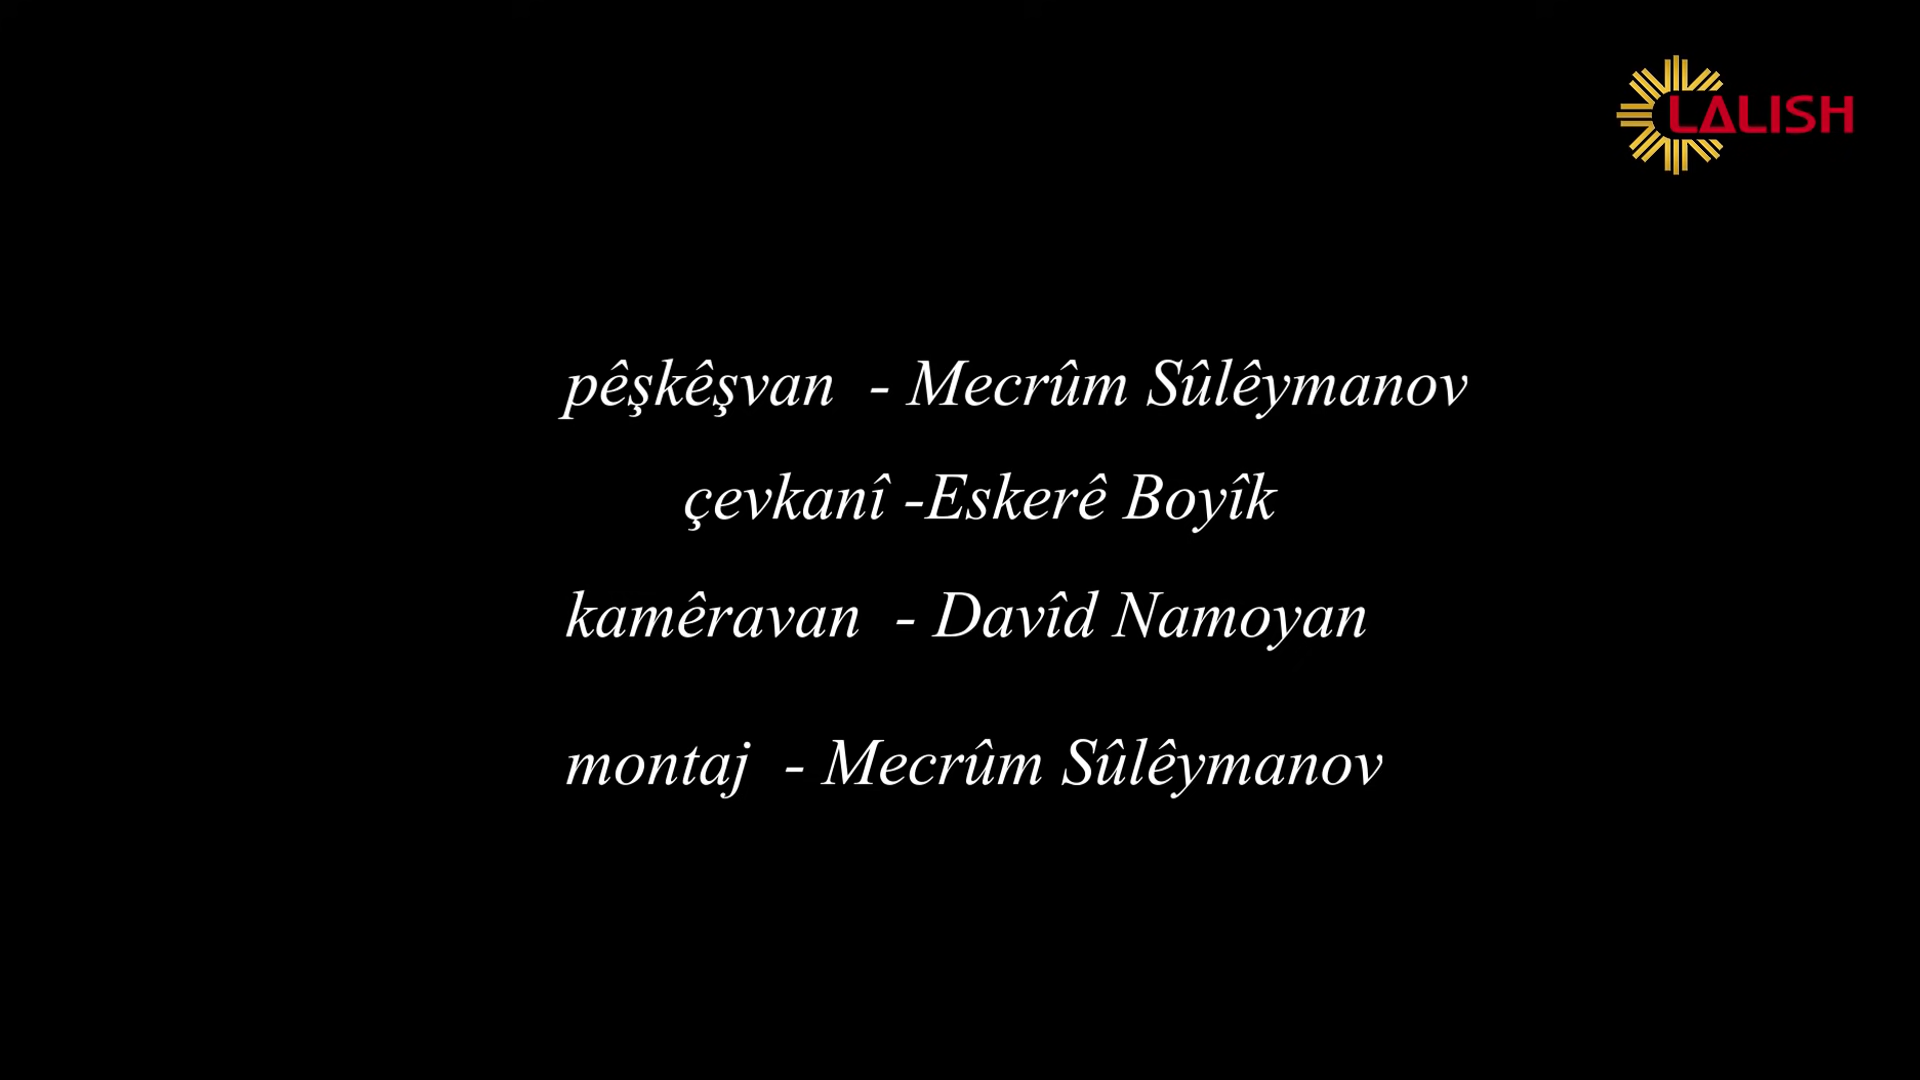 LALISH
pêşkêşvan - Mecrûm Sûlêymanov
çevkanî -Eskerê Boyîk
kamêravan - Davîd Namoyan
montaj - Mecrûm Sûlêymanov